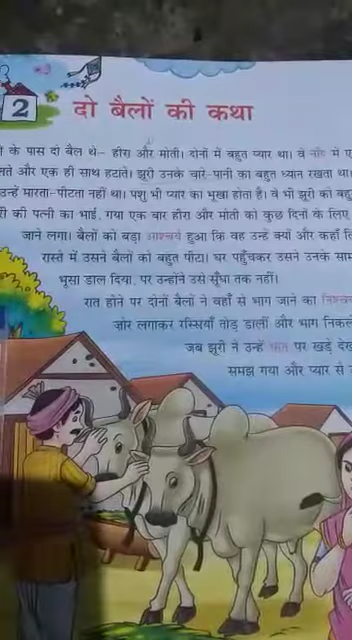 2
दो बैलों की कथा
के पास दो बैल थे– हीरा और मोती। दोनों में बहुत प्यार था। वे नाँद में ए
और एक ही साथ हटाते। झूरी उनके चारे-पानी का बहुत ध्यान रखता था।
उन्हें मारता-पीटता नहीं था। पशु भी प्यार का भूखा होता है। वे भी झूरी को बहु
की पत्नी का भाई, गया एक बार हीरा और मोती को कुछ दिनों के लिए
जाने लगा। बैलों को बड़ा आश्चर्य हुआ कि वह उन्हें क्यों और कहाँ लि
रास्ते में उसने बैलों को बहुत पीटा। घर पहुँचकर उसने उनके साम
भूसा डाल दिया, पर उन्होंने उसे सूँघा तक नहीं।
रात होने पर दोनों बैलों ने वहाँ से भाग जाने का निश्चय
ज़ोर लगाकर रस्सियाँ तोड़ डालीं और भाग निकले
जब झूरी ने उन्हें थान पर खड़े देख
समझ गया और प्यार से